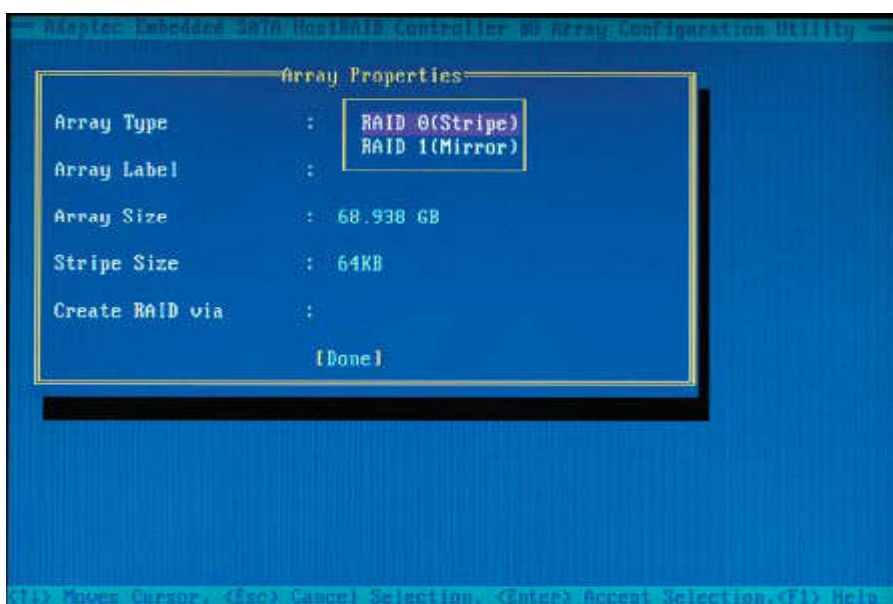 Adaptec Embedded SATA HostRAID Controller #0 Array Configuration Utility
Array Properties
Array Type : RAID 0(Stripe)
RAID 1(Mirror)
Array Label :
Array Size : 68.938 GB
Stripe Size : 64KB
Create RAID via :
[Done]
<↑↓> Moves Cursor, <Esc> Cancel Selection, <Enter> Accept Selection,<F1> Help